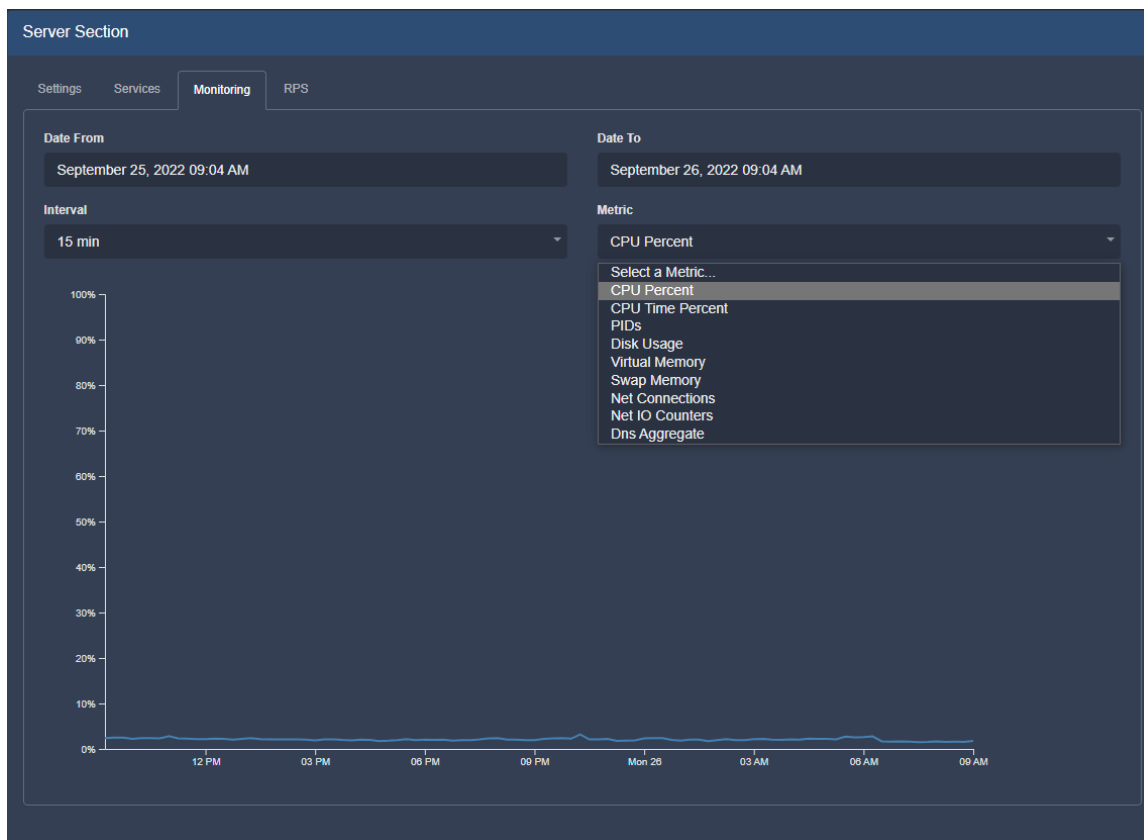 Server Section
Settings Services Monitoring RPS
Date From Date To
September 25, 2022 09:04 AM September 26, 2022 09:04 AM
Interval Metric
15 min CPU Percent
Select a Metric...
CPU Percent
CPU Time Percent
PIDs
Disk Usage
Virtual Memory
Swap Memory
Net Connections
Net IO Counters
Dns Aggregate
100%
90%
80%
70%
60%
50%
40%
30%
20%
10%
0%
12 PM 03 PM 06 PM 09 PM Mon 26 03 AM 06 AM 09 AM